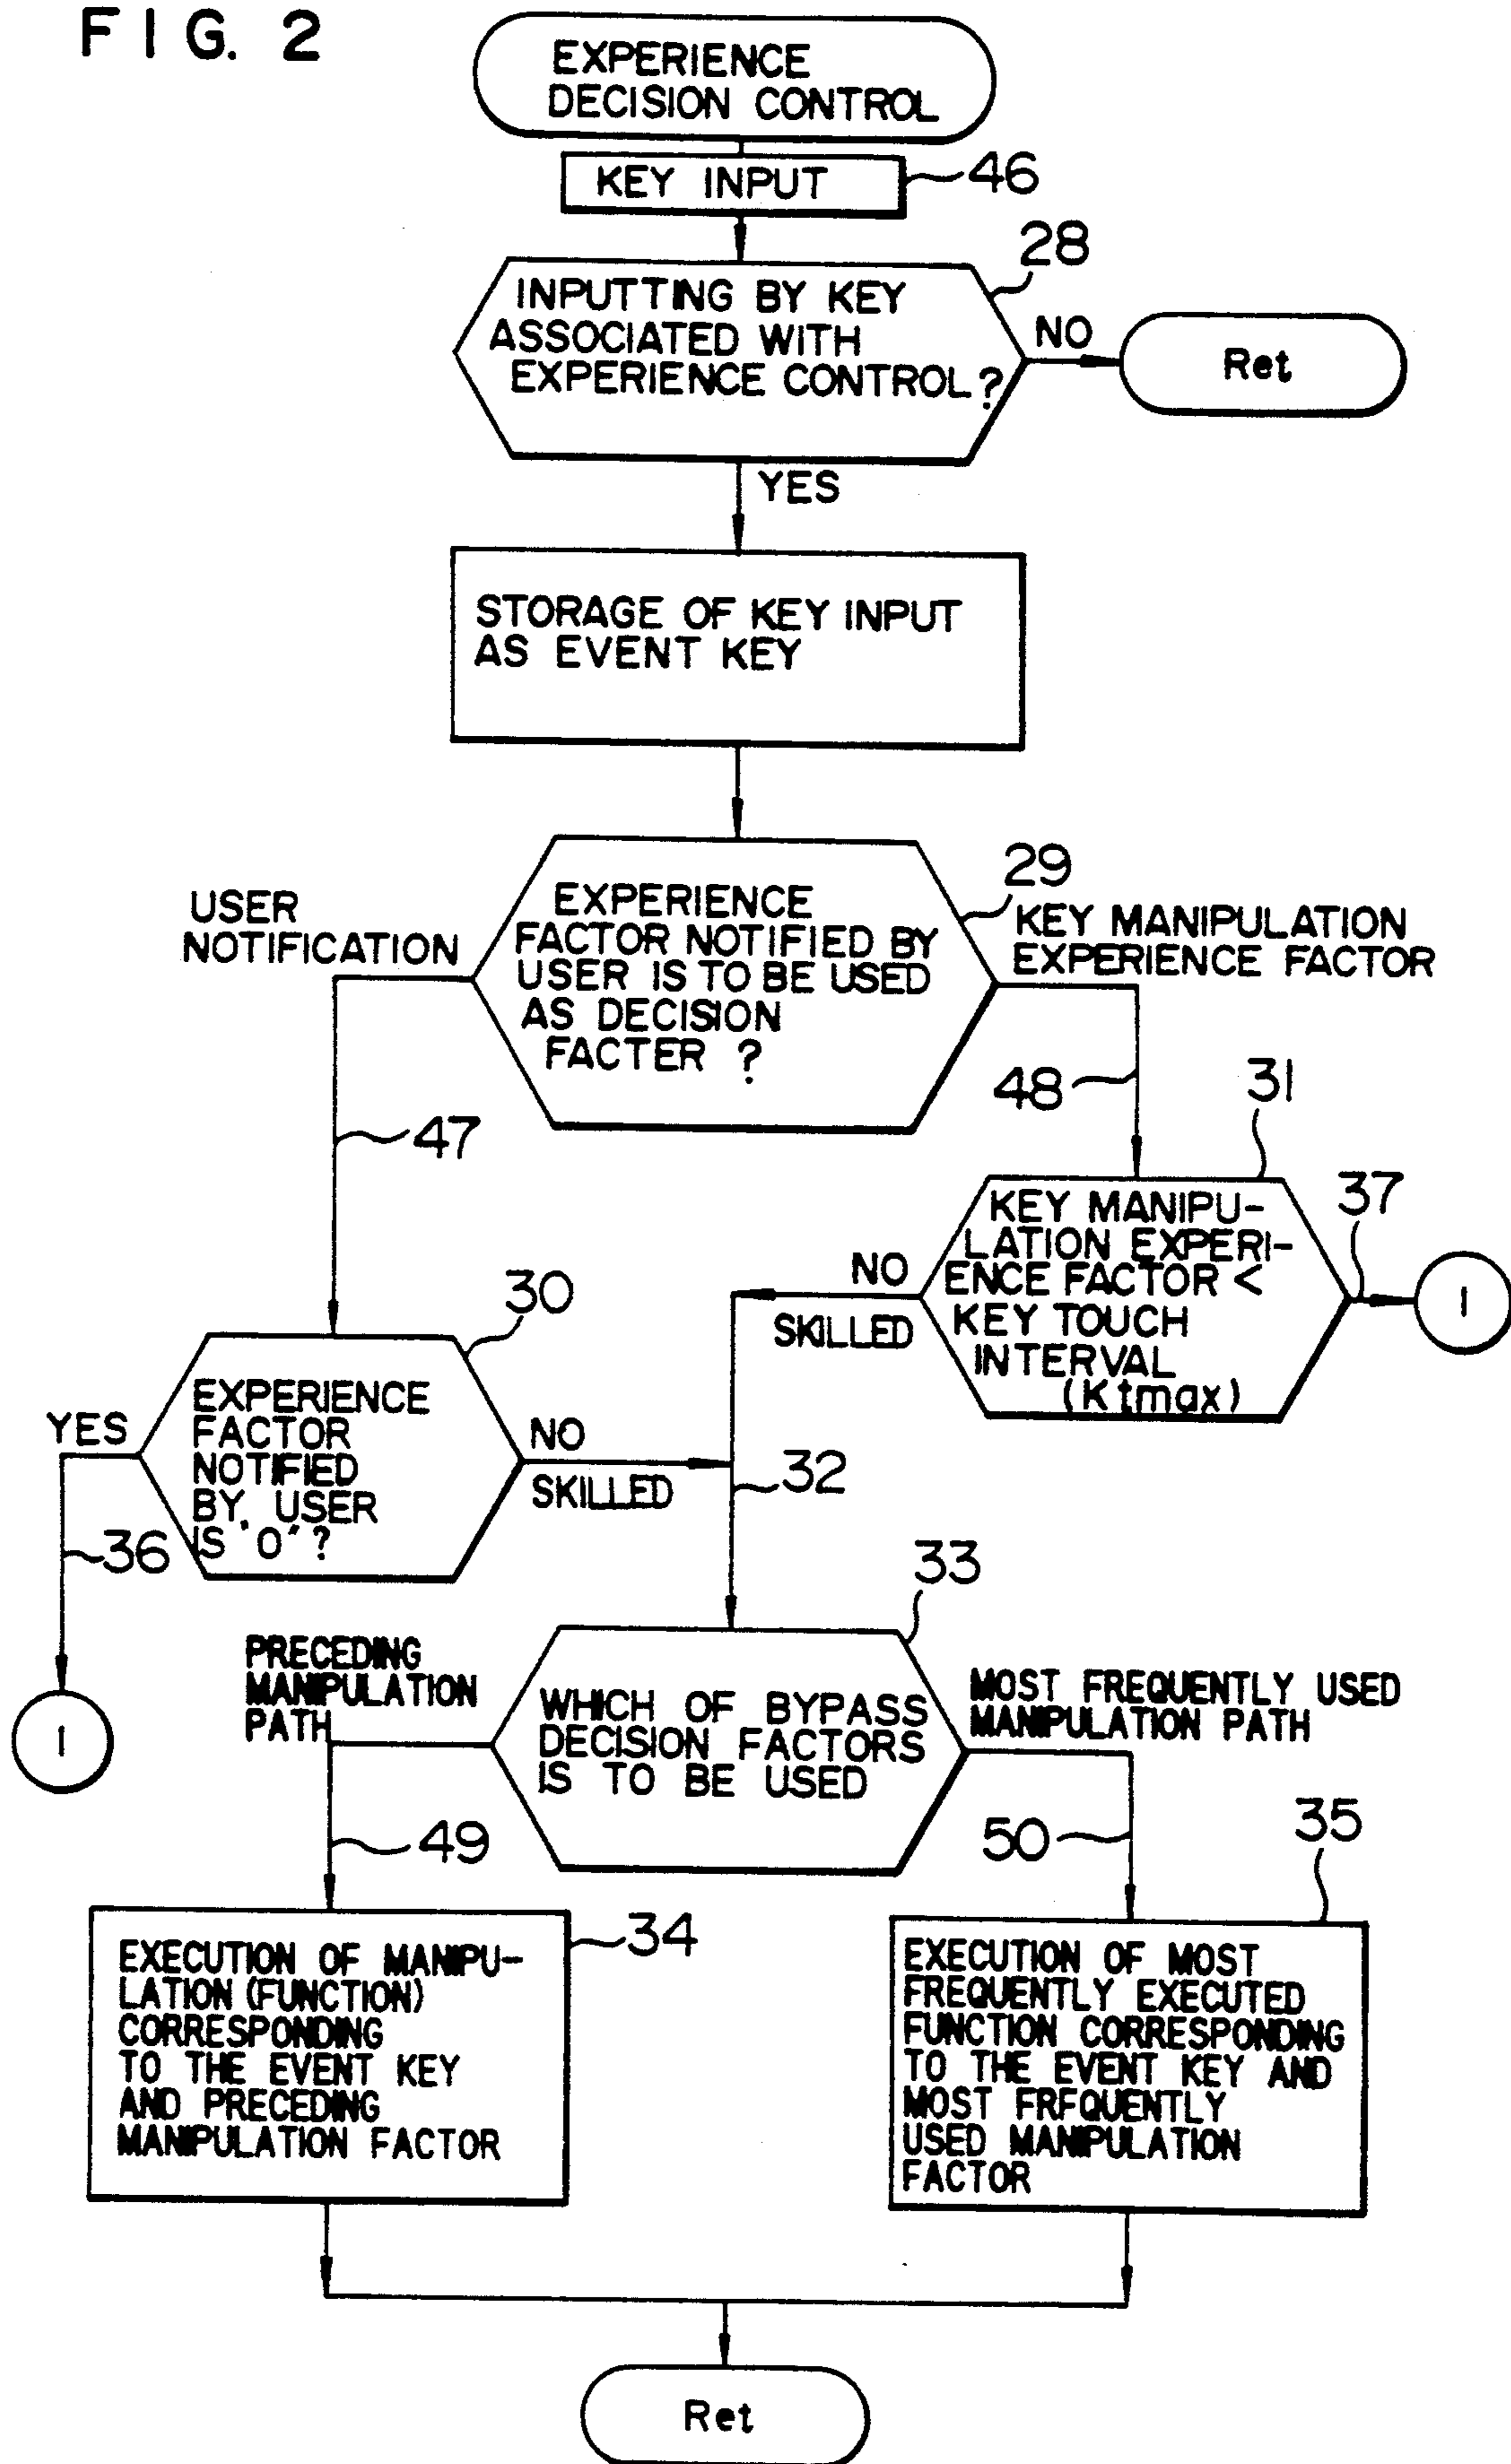 FIG. 2
EXPERIENCE
DECISION CONTROL
KEY INPUT
46
28
INPUTTING BY KEY
ASSOCIATED WITH
EXPERIENCE CONTROL?
NO
Ret
YES
STORAGE OF KEY INPUT
AS EVENT KEY
29
USER
NOTIFICATION
EXPERIENCE
FACTOR NOTIFIED BY
USER IS TO BE USED
AS DECISION
FACTER ?
KEY MANIPULATION
EXPERIENCE FACTOR
47
48
31
37
KEY MANIPU-
LATION EXPERI-
ENCE FACTOR <
KEY TOUCH
INTERVAL
(Ktmax)
NO
SKILLED
1
30
EXPERIENCE
FACTOR
NOTIFIED
BY. USER
IS '0'?
YES
NO
SKILLED
36
32
1
33
PRECEDING
MANIPULATION
PATH
WHICH OF BYPASS
DECISION FACTORS
IS TO BE USED
MOST FREQUENTLY USED
MANIPULATION PATH
49
50
35
34
EXECUTION OF MANIPU-
LATION (FUNCTION)
CORRESPONDING
TO THE EVENT KEY
AND PRECEDING
MANIPULATION FACTOR
EXECUTION OF MOST
FREQUENTLY EXECUTED
FUNCTION CORRESPONDING
TO THE EVENT KEY AND
MOST FRFQUENTLY
USED MANIPULATION
FACTOR
Ret